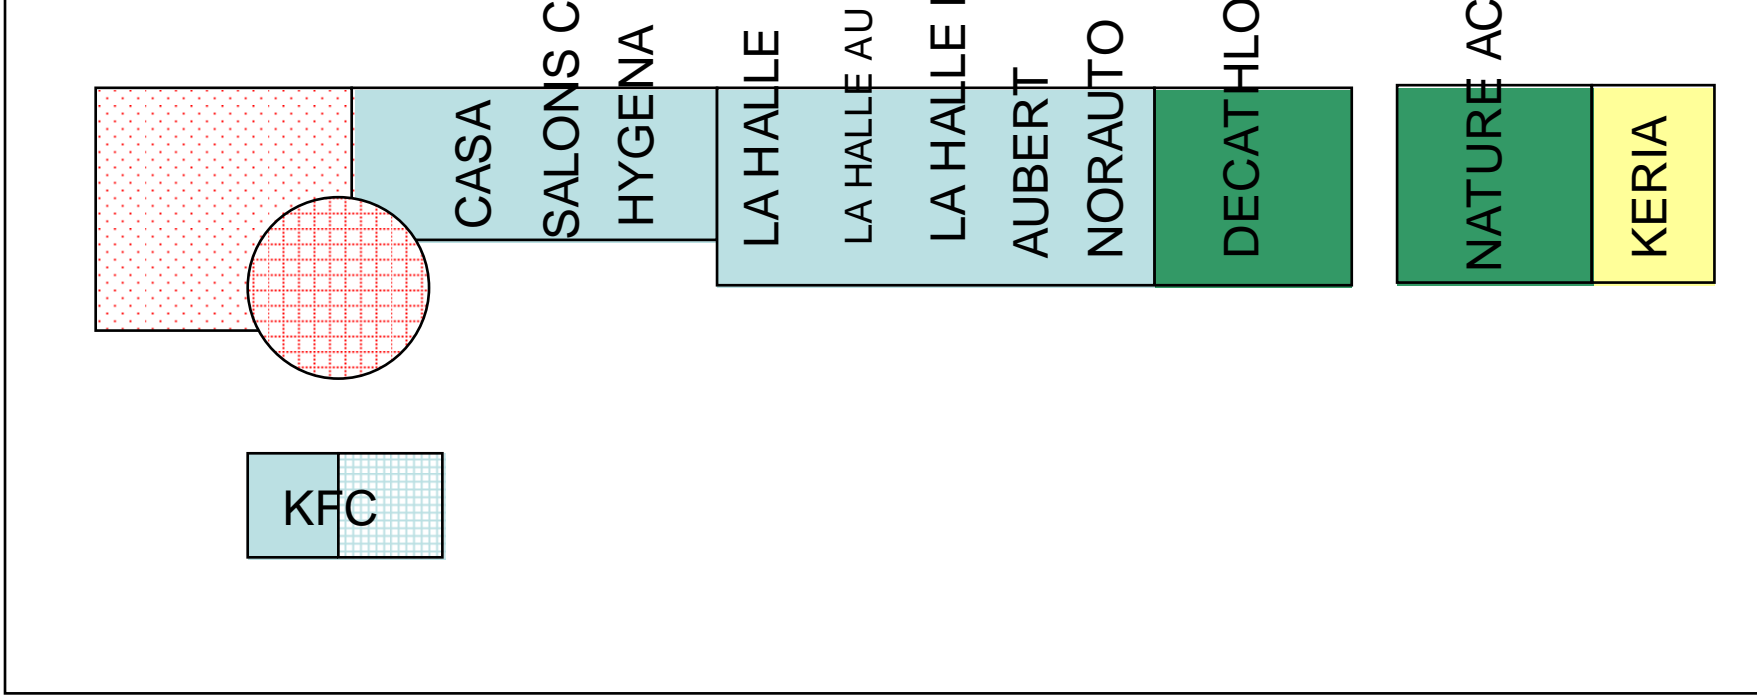 CASA
SALONS C
HYGENA
LA HALLE
LA HALLE AU
LA HALLE
AUBERT
NORAUTO
DECATHLO
NATURE AC
KERIA
KFC